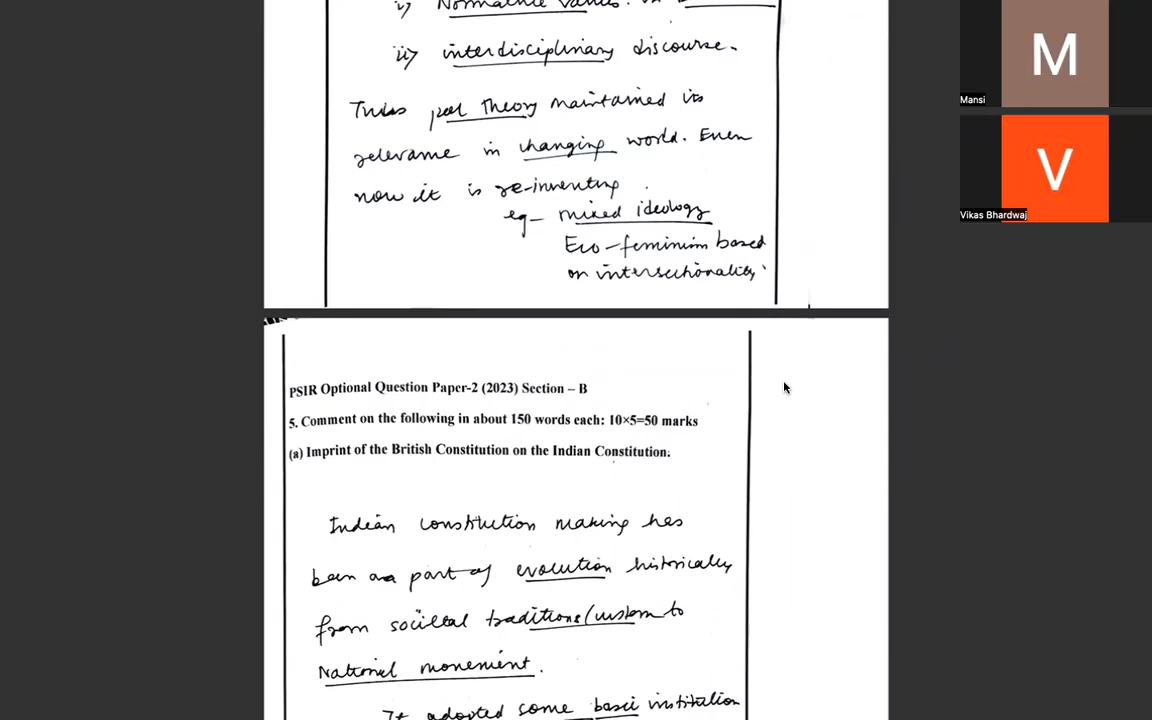 i) Normative values. in
ii) interdisciplinary discourse.
M
Mansi
Thus pol theory maintained its
relevance in changing world. Even
V
now it is re-inventing.
eg- mixed ideology
Vikas Bhardwaj
Eco-feminism based
on intersectionality.
PSIR Optional Question Paper-2 (2023) Section – B
5. Comment on the following in about 150 words each: 10×5=50 marks
(a) Imprint of the British Constitution on the Indian Constitution.
Indian constitution making has
been a part of evolution historically
from societal traditions/custom to
National movement.
It adopted some basic institution